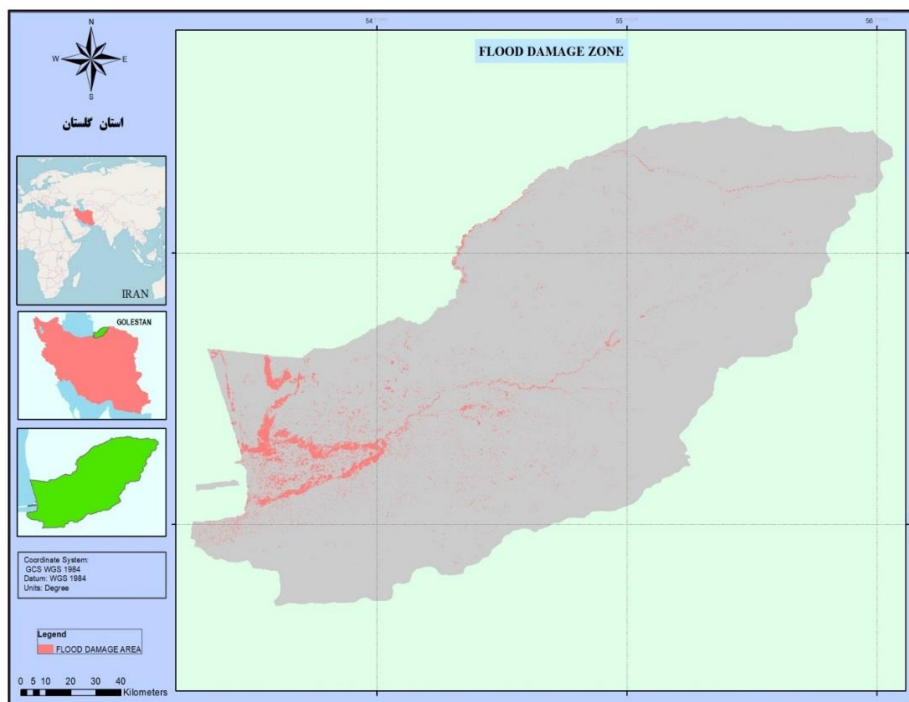 54
55
56
FLOOD DAMAGE ZONE
N
W
E
S
استان گلستان
IRAN
GOLESTAN
Coordinate System:
GCS WGS 1984
Datum: WGS 1984
Units: Degree
Legend
FLOOD DAMAGE AREA
0 5 10 20 30 40
Kilometers